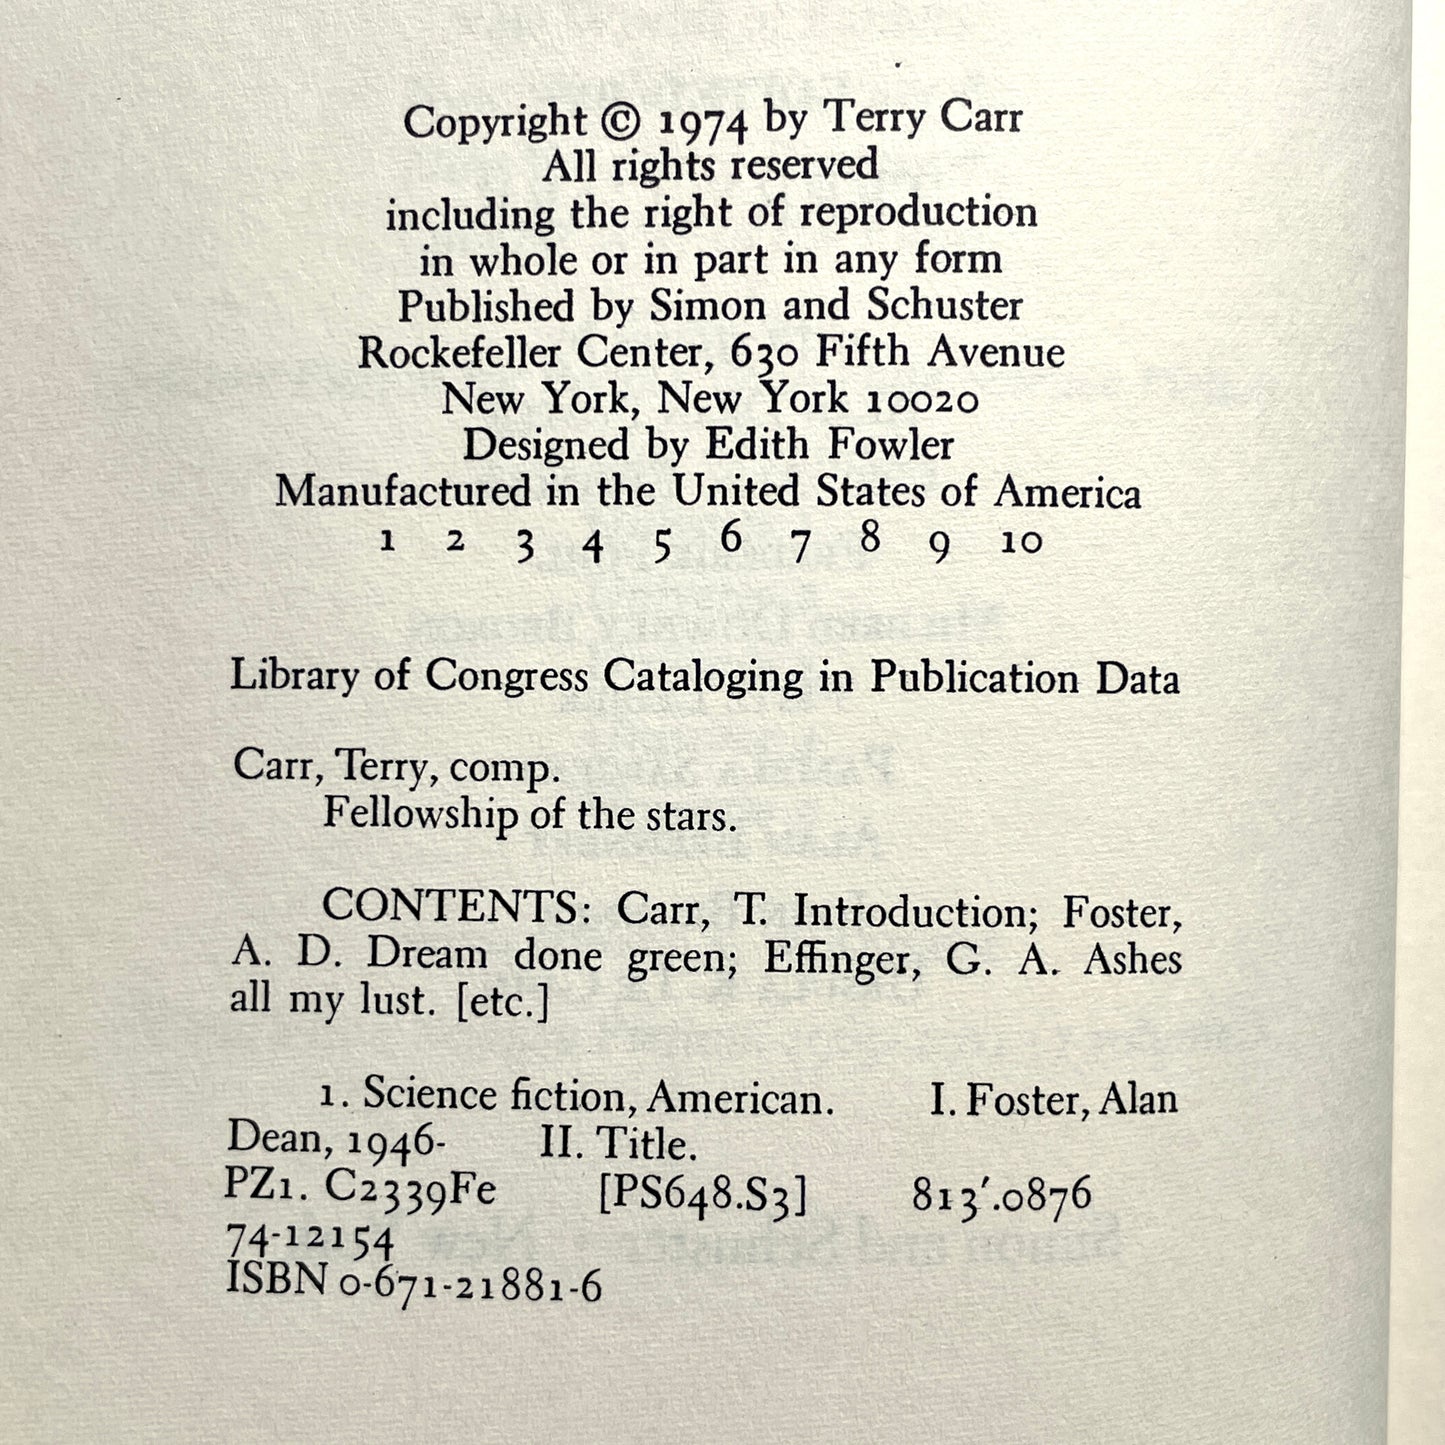 Copyright © 1974 by Terry Carr
All rights reserved
including the right of reproduction
in whole or in part in any form
Published by Simon and Schuster
Rockefeller Center, 630 Fifth Avenue
New York, New York 10020
Designed by Edith Fowler
Manufactured in the United States of America
1 2 3 4 5 6 7 8 9 10
Library of Congress Cataloging in Publication Data
Carr, Terry, comp.
Fellowship of the stars.
CONTENTS: Carr, T. Introduction; Foster,
A. D. Dream done green; Effinger, G. A. Ashes
all my lust. [etc.]
1. Science fiction, American. I. Foster, Alan
Dean, 1946- II. Title.
PZ1. C2339Fe [PS648.S3] 813′.0876
74-12154
ISBN 0-671-21881-6